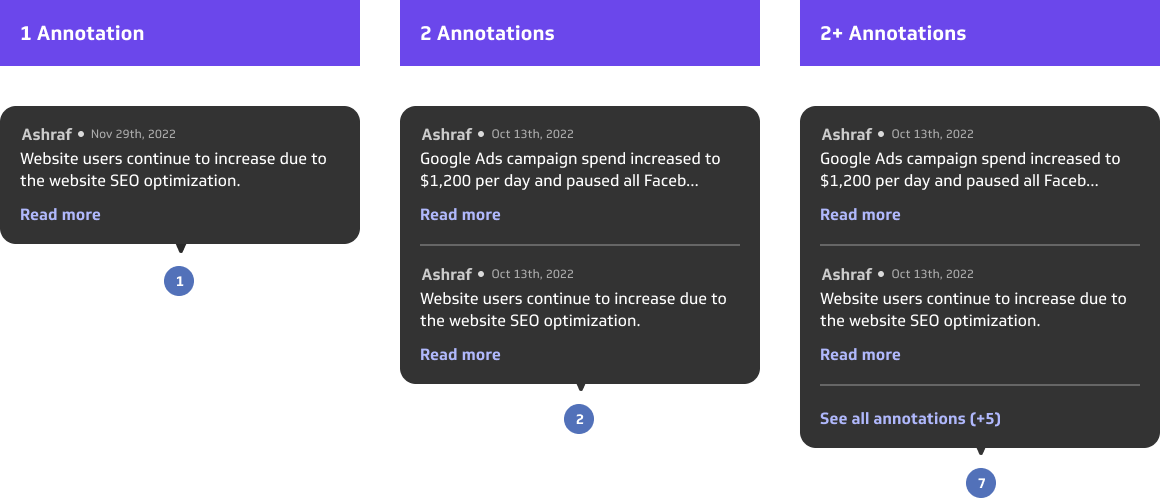 1 Annotation
Ashraf • Nov 29th, 2022
Website users continue to increase due to
the website SEO optimization.
Read more
1
2 Annotations
Ashraf • Oct 13th, 2022
Google Ads campaign spend increased to
$1,200 per day and paused all Faceb...
Read more
Ashraf • Oct 13th, 2022
Website users continue to increase due to
the website SEO optimization.
Read more
2
2+ Annotations
Ashraf • Oct 13th, 2022
Google Ads campaign spend increased to
$1,200 per day and paused all Faceb...
Read more
Ashraf • Oct 13th, 2022
Website users continue to increase due to
the website SEO optimization.
Read more
See all annotations (+5)
7